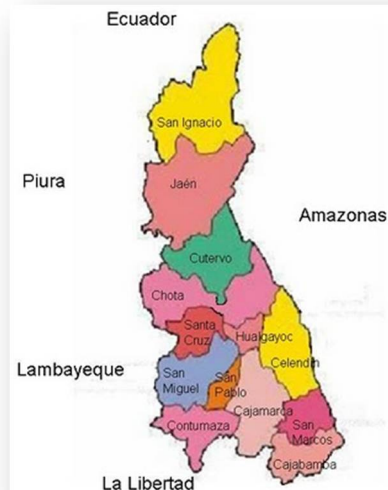 Ecuador
San Ignacio
Piura
Jaén
Amazonas
Cutervo
Chota
Santa
Cruz
Hualgayoc
Lambayeque
San
Miguel
San
Pablo
Celendín
Cajamarca
Contumaza
San
Marcos
Cajabamba
La Libertad